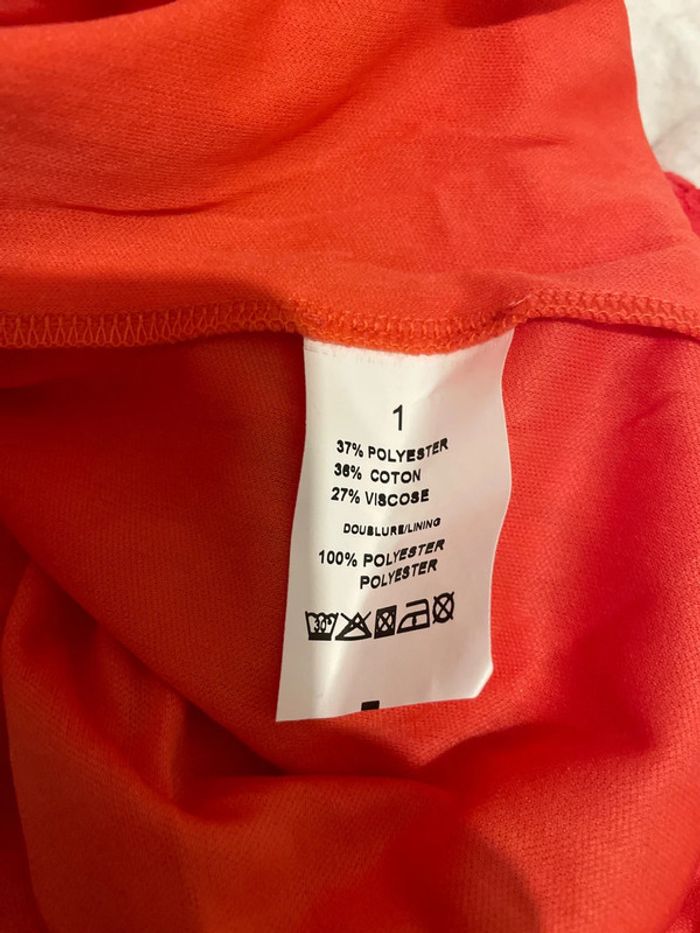 1
37% POLYESTER
36% COTON
27% VISCOSE
DOUBLURE/LINING
100% POLYESTER
POLYESTER
30°